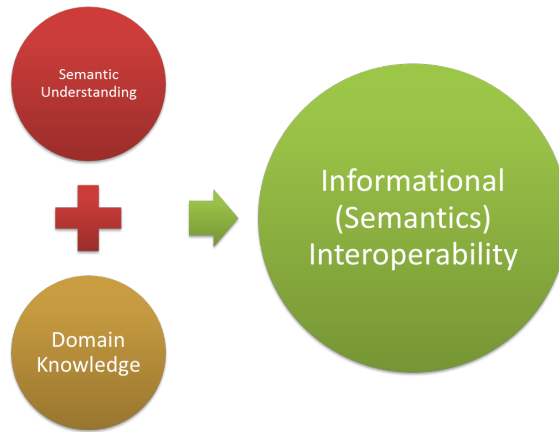 Semantic
Understanding
Domain
Knowledge
Informational
(Semantics)
Interoperability